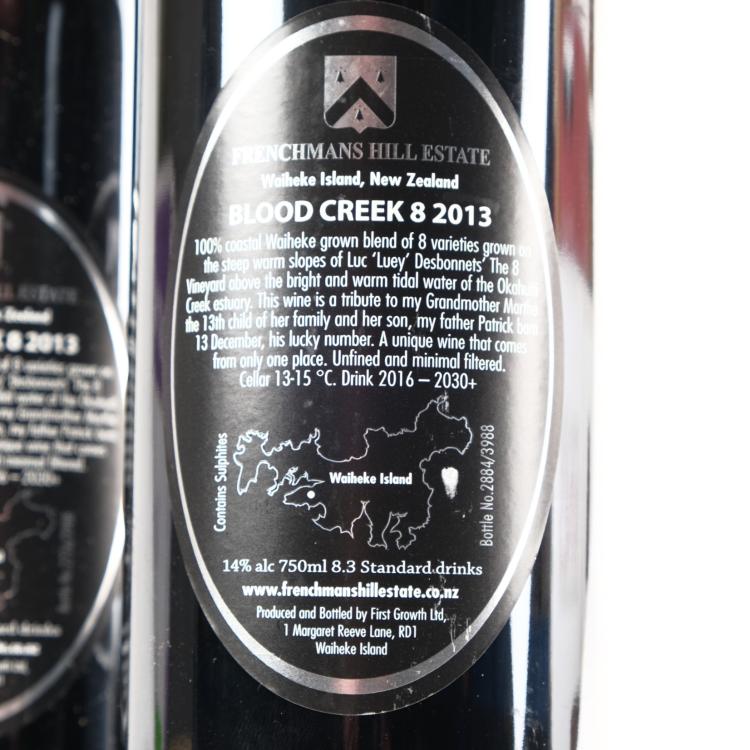 FRENCHMANS HILL ESTATE
Waiheke Island, New Zealand
BLOOD CREEK 8 2013
100% coastal Waiheke grown blend of 8 varieties grown on
the steep warm slopes of Luc ‘Luey’ Desbonnets’ The 8
Vineyard above the bright and warm tidal water of the
Creek estuary. This wine is a tribute to my Grandmother
the 13th child of her family and her son, my father Patrick born
13 December, his lucky number. A unique wine that comes
from only one place. Unfined and minimal filtered.
Cellar 13-15 °C. Drink 2016 – 2030+
Contains Sulphites
Waiheke Island
Bottle No.2884/3988
14% alc 750ml 8.3 Standard drinks
www.frenchmanshillestate.co.nz
Produced and Bottled by First Growth Ltd,
1 Margaret Reeve Lane, RD1
Waiheke Island
8 2013